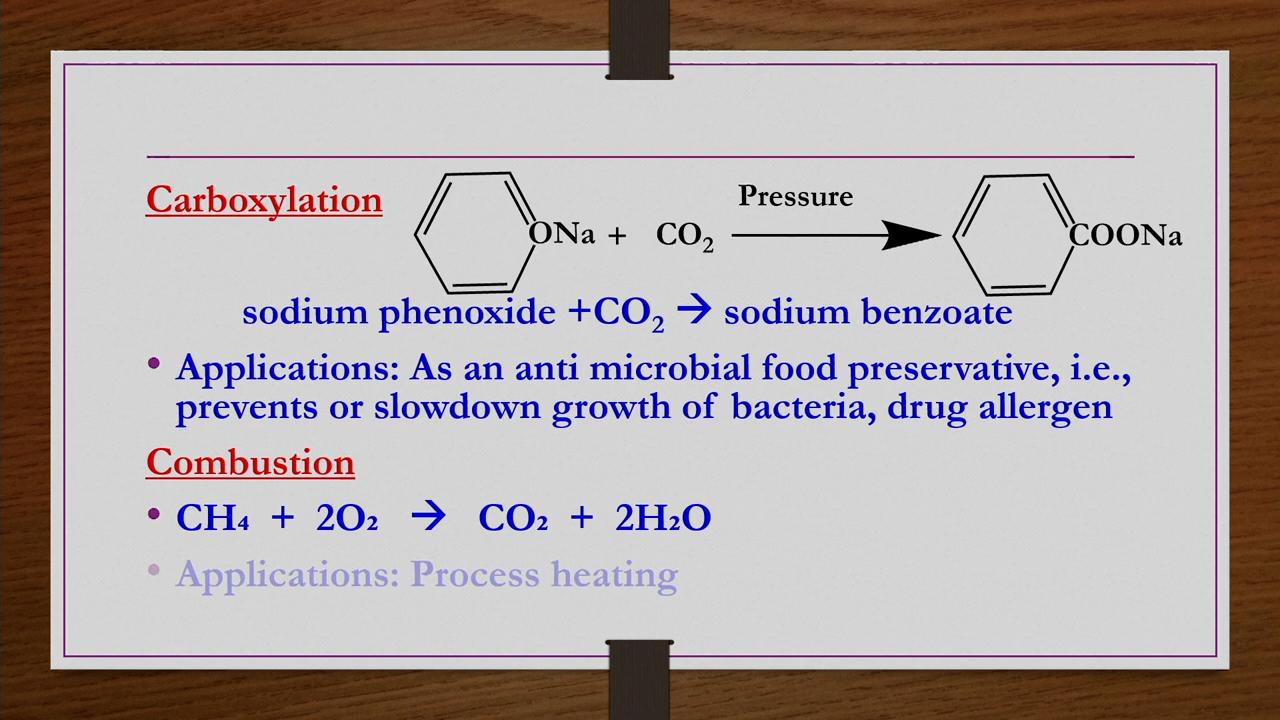 Carboxylation
Pressure
ONa + CO₂
COONa
sodium phenoxide +CO₂ → sodium benzoate
• Applications: As an anti microbial food preservative, i.e.,
prevents or slowdown growth of bacteria, drug allergen
Combustion
• CH₄ + 2O₂ → CO₂ + 2H₂O
• Applications: Process heating